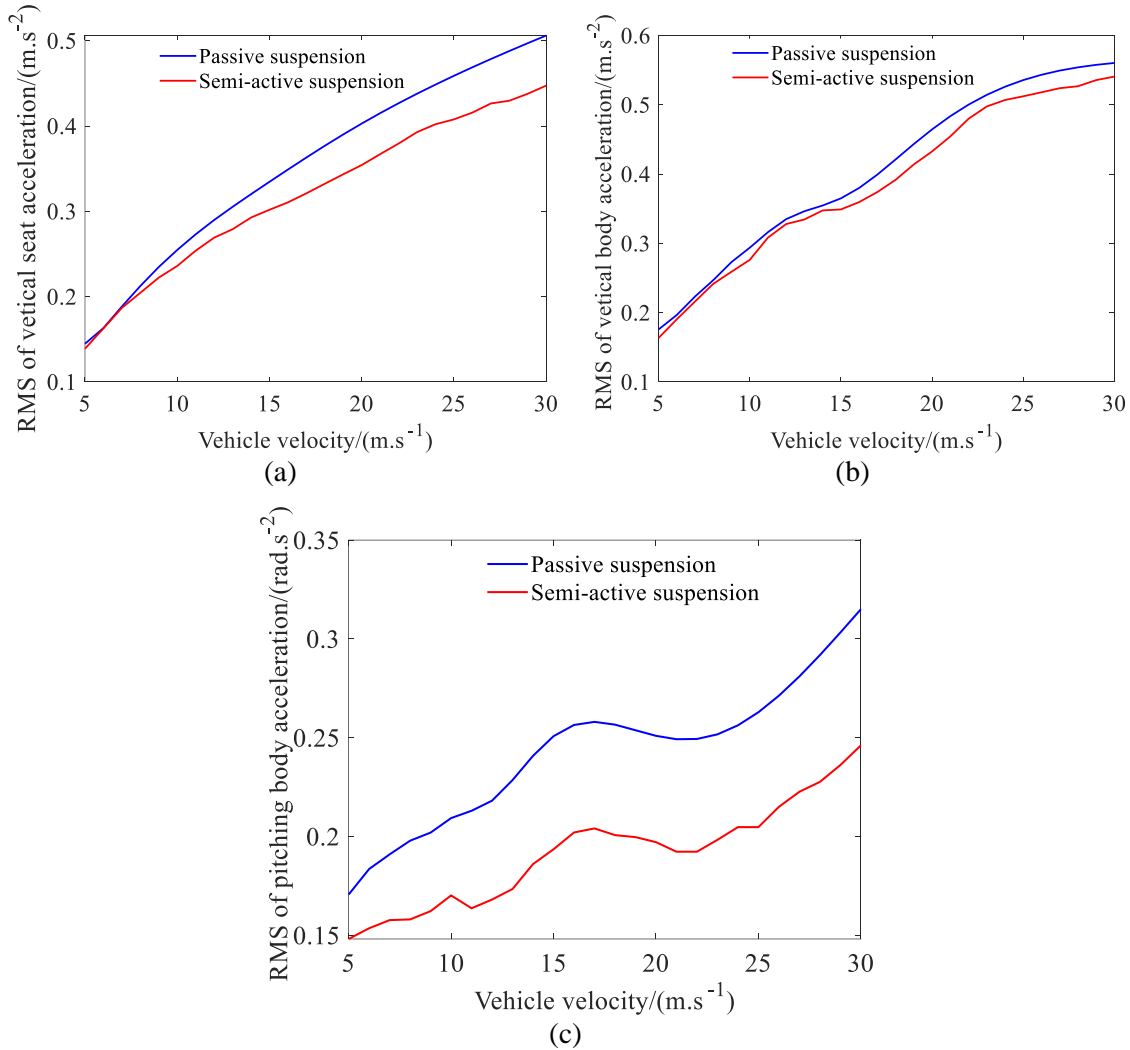 RMS of vetical seat acceleration/(m.s⁻²)
0.5
0.4
0.3
0.2
0.1
Passive suspension
Semi-active suspension
5 10 15 20 25 30
Vehicle velocity/(m.s⁻¹)
(a)
RMS of vetical body acceleration/(m.s⁻²)
0.6
0.5
0.4
0.3
0.2
0.1
Passive suspension
Semi-active suspension
5 10 15 20 25 30
Vehicle velocity/(m.s⁻¹)
(b)
RMS of pitching body acceleration/(rad.s⁻²)
0.35
0.3
0.25
0.2
0.15
Passive suspension
Semi-active suspension
5 10 15 20 25 30
Vehicle velocity/(m.s⁻¹)
(c)